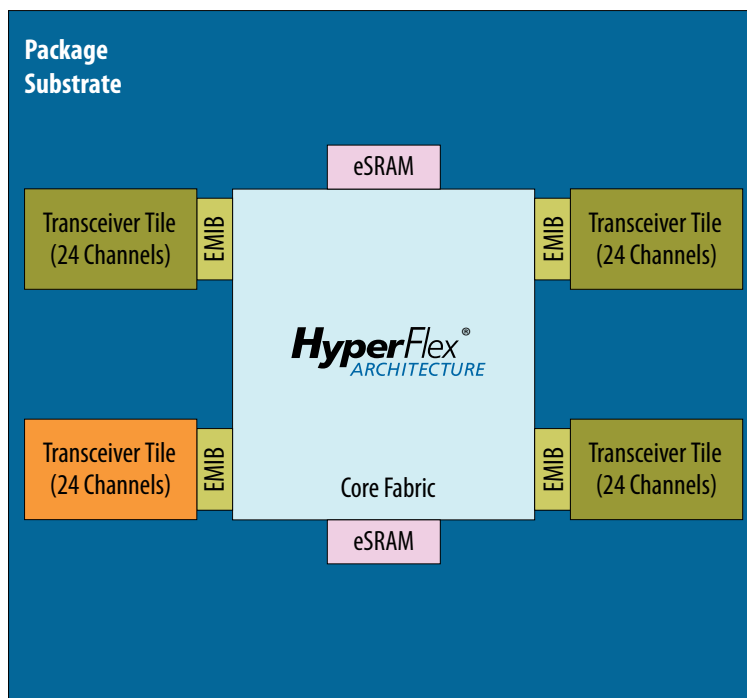 Package
Substrate
eSRAM
Transceiver Tile
(24 Channels)
EMIB
EMIB
Transceiver Tile
(24 Channels)
HyperFlex®
ARCHITECTURE
Transceiver Tile
(24 Channels)
EMIB
Core Fabric
EMIB
Transceiver Tile
(24 Channels)
eSRAM